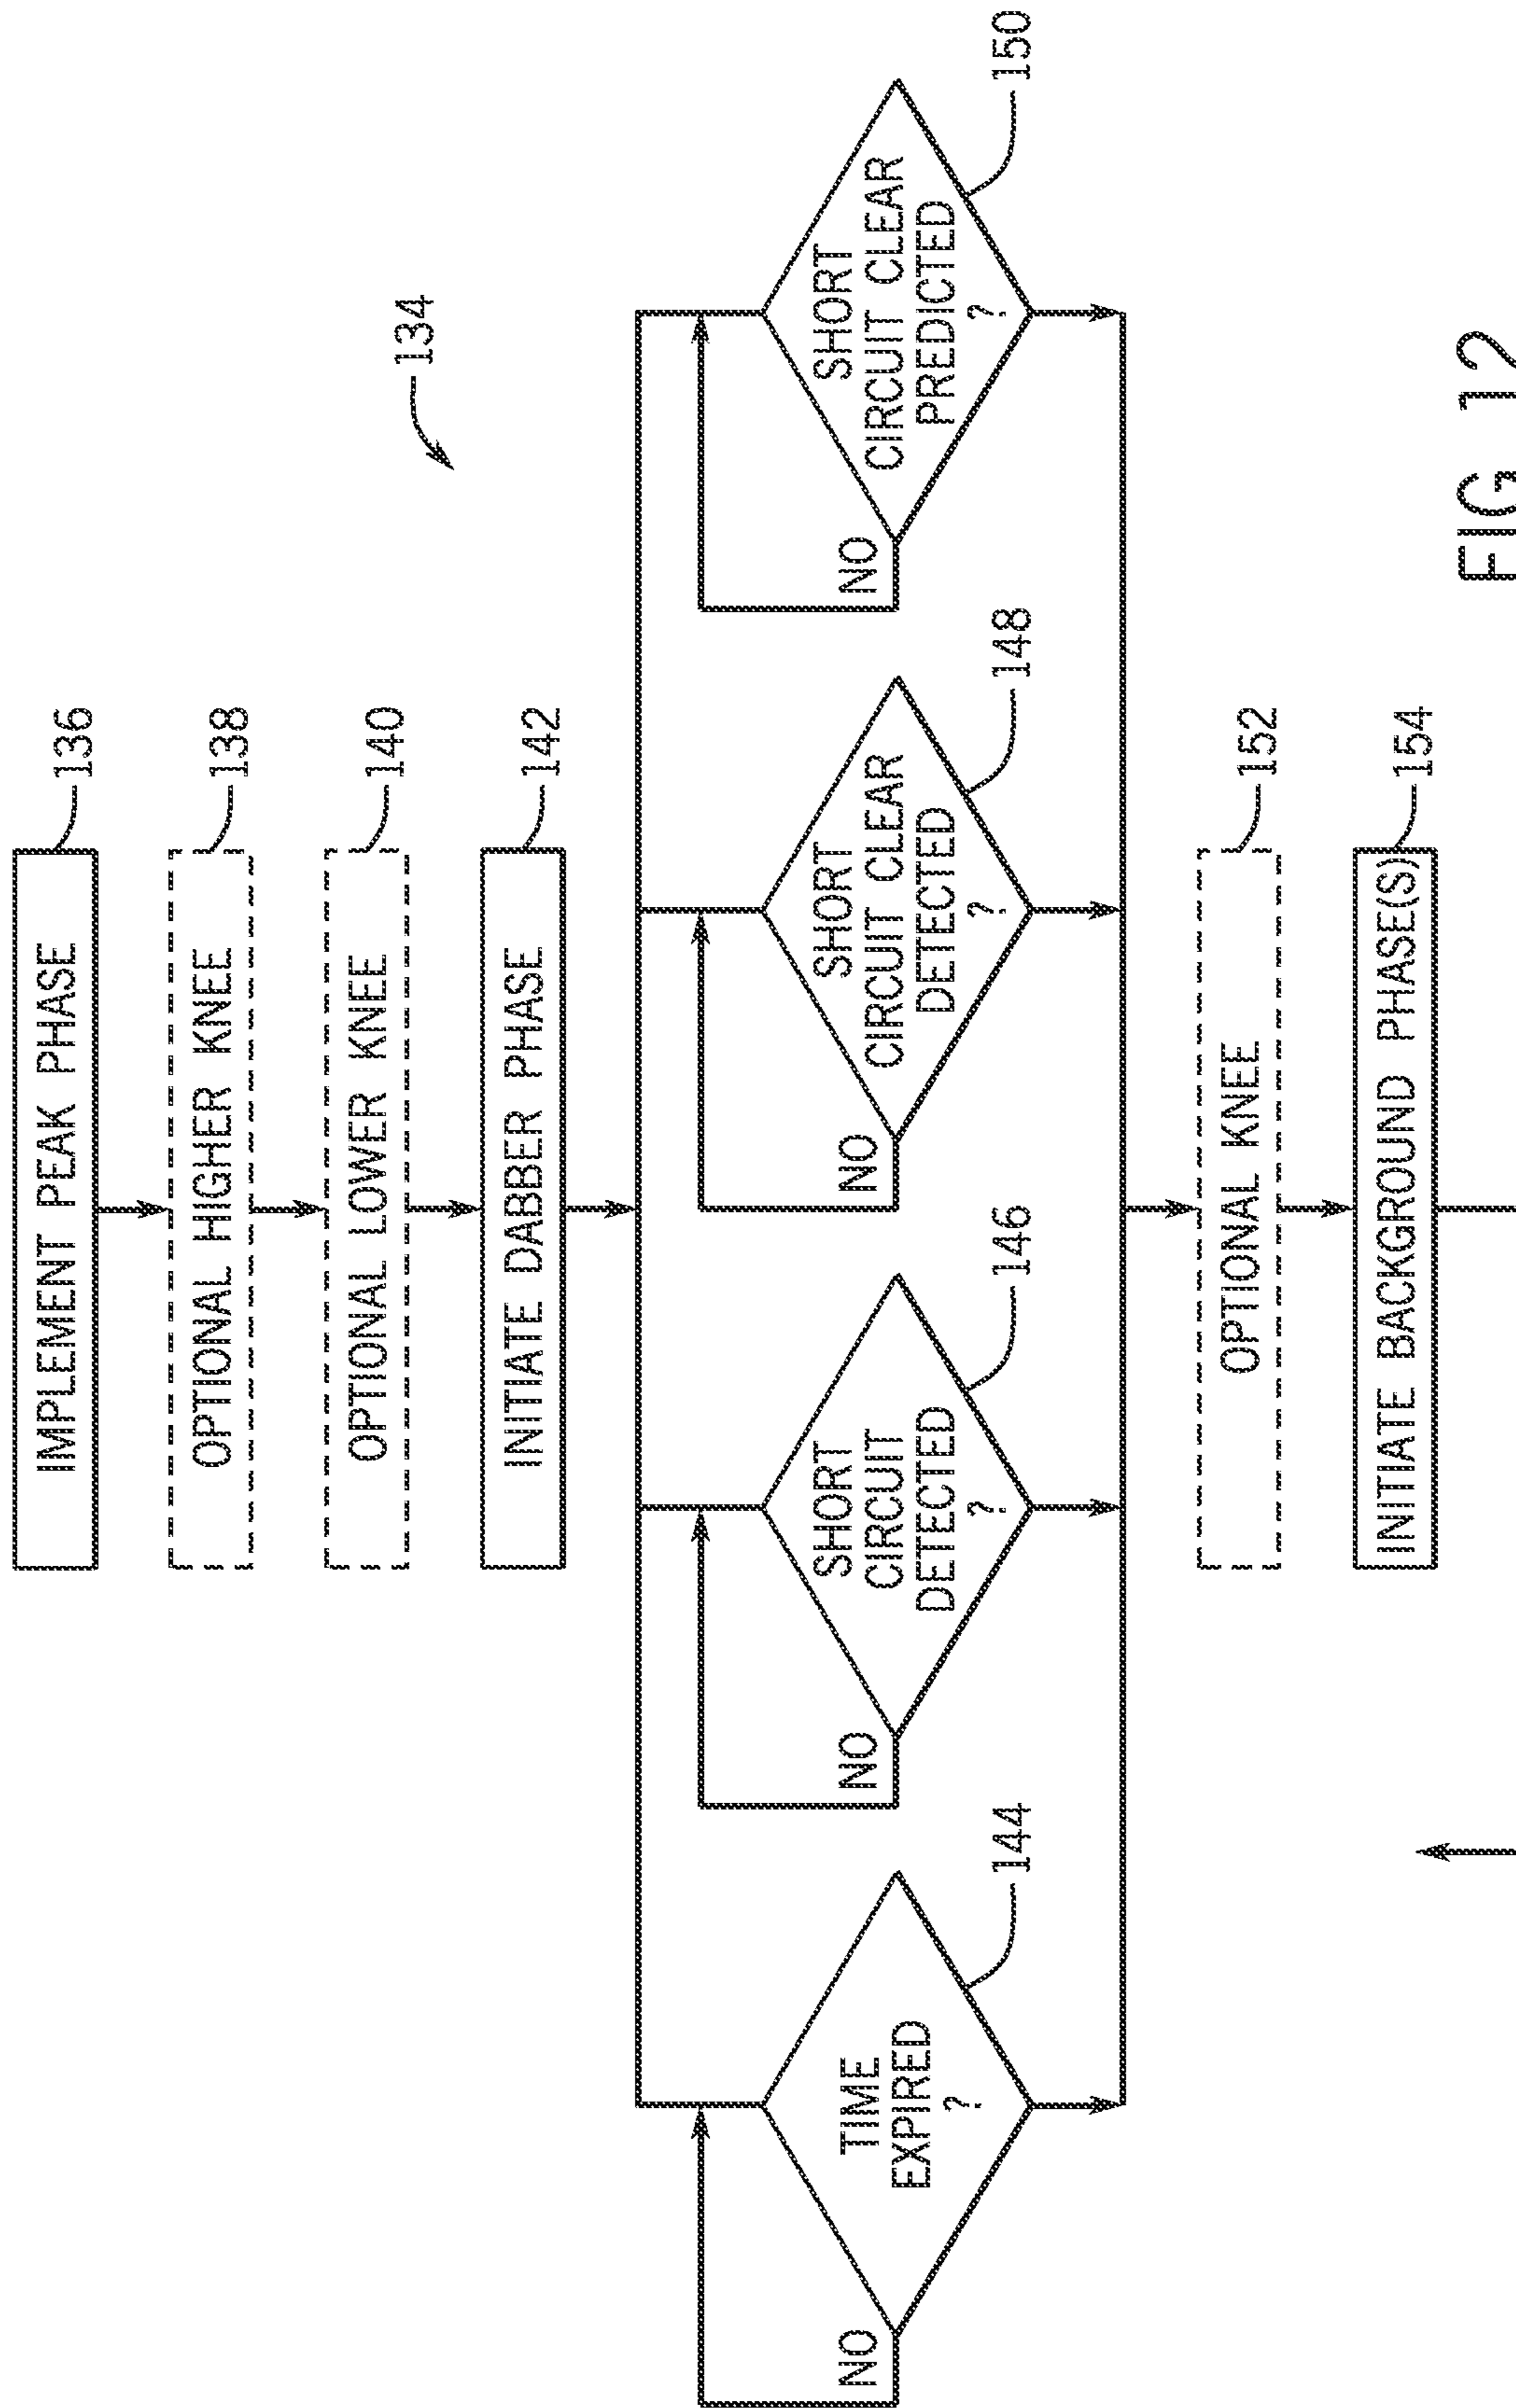 IMPLEMENT PEAK PHASE
136
OPTIONAL HIGHER KNEE
138
OPTIONAL LOWER KNEE
140
INITIATE DABBER PHASE
142
134
TIME
EXPIRED
?
NO
144
SHORT
CIRCUIT
DETECTED
?
NO
146
SHORT
CIRCUIT CLEAR
DETECTED
?
NO
148
SHORT
CIRCUIT CLEAR
PREDICTED
?
NO
150
OPTIONAL KNEE
152
INITIATE BACKGROUND PHASE(S)
154
FIG 12